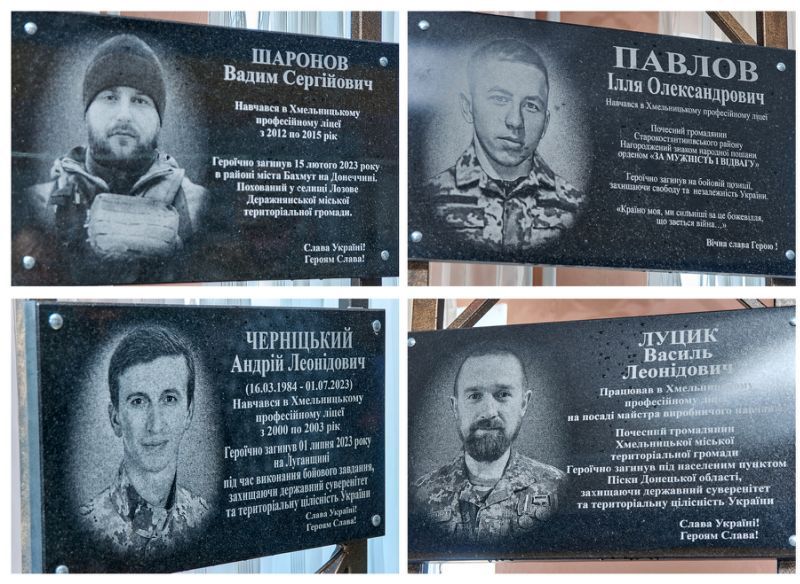 ШАРОНОВ
Вадим Сергійович
Навчався в Хмельницькому
професійному ліцеї
з 2012 по 2015 рік
Героїчно загинув 15 лютого 2023 року
в районі міста Бахмут на Донеччині.
Похований у селищі Лозове
Деражнянської міської
територіальної громади.
Слава Україні!
Героям Слава!
ПАВЛОВ
Ілля Олександрович
Навчався в Хмельницькому професійному ліцеї
Почесний громадянин
Старокостянтинівського району
Нагороджений знаком народної пошани
орденом «ЗА МУЖНІСТЬ І ВІДВАГУ»
Героїчно загинув на бойовій позиції,
захищаючи свободу та незалежність України.
«Країно моя, ми сильніші за це божевілля,
що зається війна...»
Вічна слава Герою!
ЧЕРНІЦЬКИЙ
Андрій Леонідович
(16.03.1984 - 01.07.2023)
Навчався в Хмельницькому
професійному ліцеї
з 2000 по 2003 рік
Героїчно загинув 01 липня 2023 року
на Луганщині
під час виконання бойового завдання,
захищаючи державний суверенітет
та територіальну цілісність України
Слава Україні!
Героям Слава!
ЛУЦИК
Василь
Леонідович
Працював в Хмельницькому
професійному
на посаді майстра виробничого
Почесний громадянин
Хмельницької міської
територіальної громади
Героїчно загинув під населеним пунктом
Піски Донецької області,
захищаючи державний суверенітет
та територіальну цілісність України
Слава Україні!
Героям Слава!